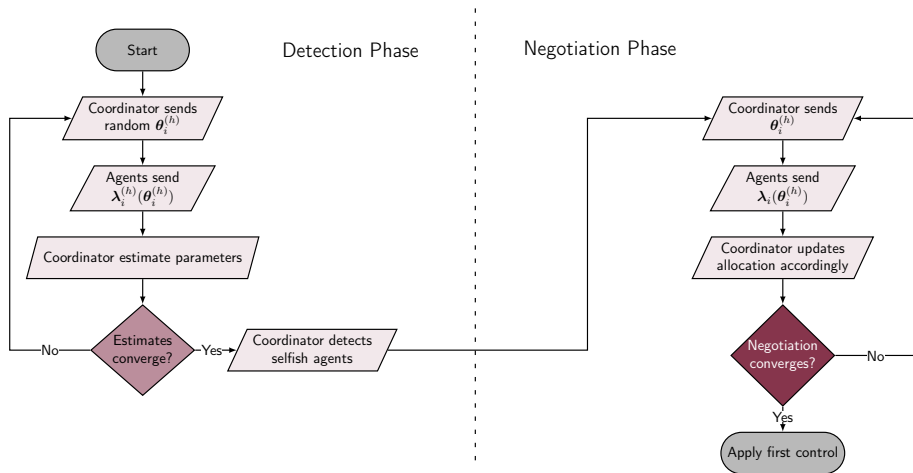 Start
Detection Phase
Negotiation Phase
Coordinator sends
random θ_i^(h)
Agents send
λ_i^(h)(θ_i^(h))
Coordinator estimate parameters
Estimates
converge?
No
Yes
Coordinator detects
selfish agents
Coordinator sends
θ_i^(h)
Agents send
λ_i(θ_i^(h))
Coordinator updates
allocation accordingly
Negotiation
converges?
No
Yes
Apply first control